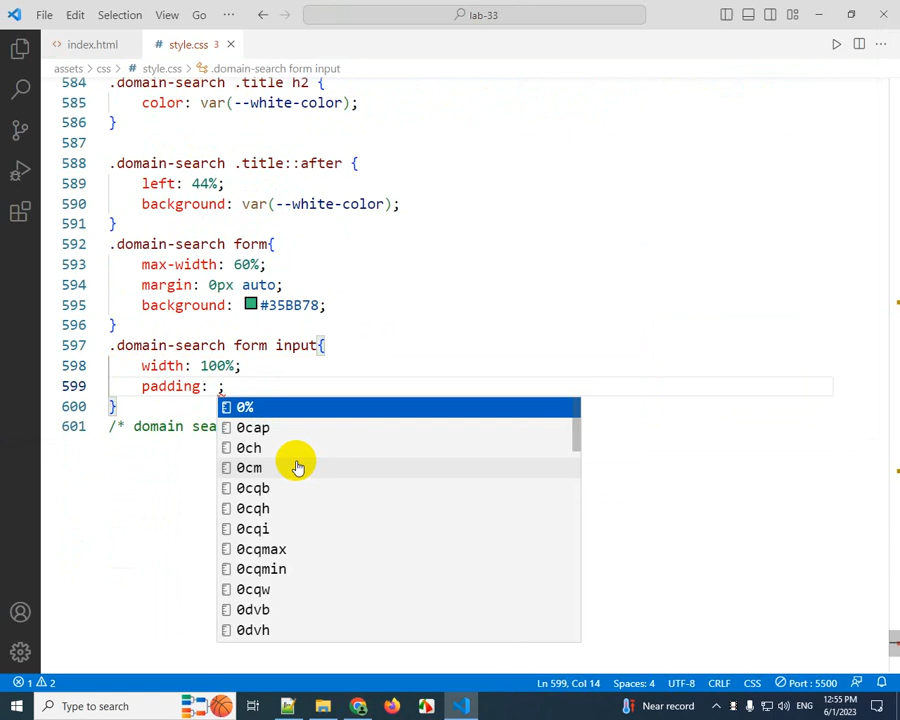 File Edit Selection View Go ··· lab-33
index.html style.css 3
assets > css > # style.css > .domain-search form input
584 .domain-search .title h2 {
585 color: var(--white-color);
586 }
587
588 .domain-search .title::after {
589 left: 44%;
590 background: var(--white-color);
591 }
592 .domain-search form{
593 max-width: 60%;
594 margin: 0px auto;
595 background: #35BB78;
596 }
597 .domain-search form input{
598 width: 100%;
599 padding: ;
600 }
601 /* domain sea
0%
0cap
0ch
0cm
0cqb
0cqh
0cqi
0cqmax
0cqmin
0cqw
0dvb
0dvh
1 2 Ln 599, Col 14 Spaces: 4 UTF-8 CRLF CSS Port : 5500
Type to search Near record ENG 12:55 PM
6/1/2023